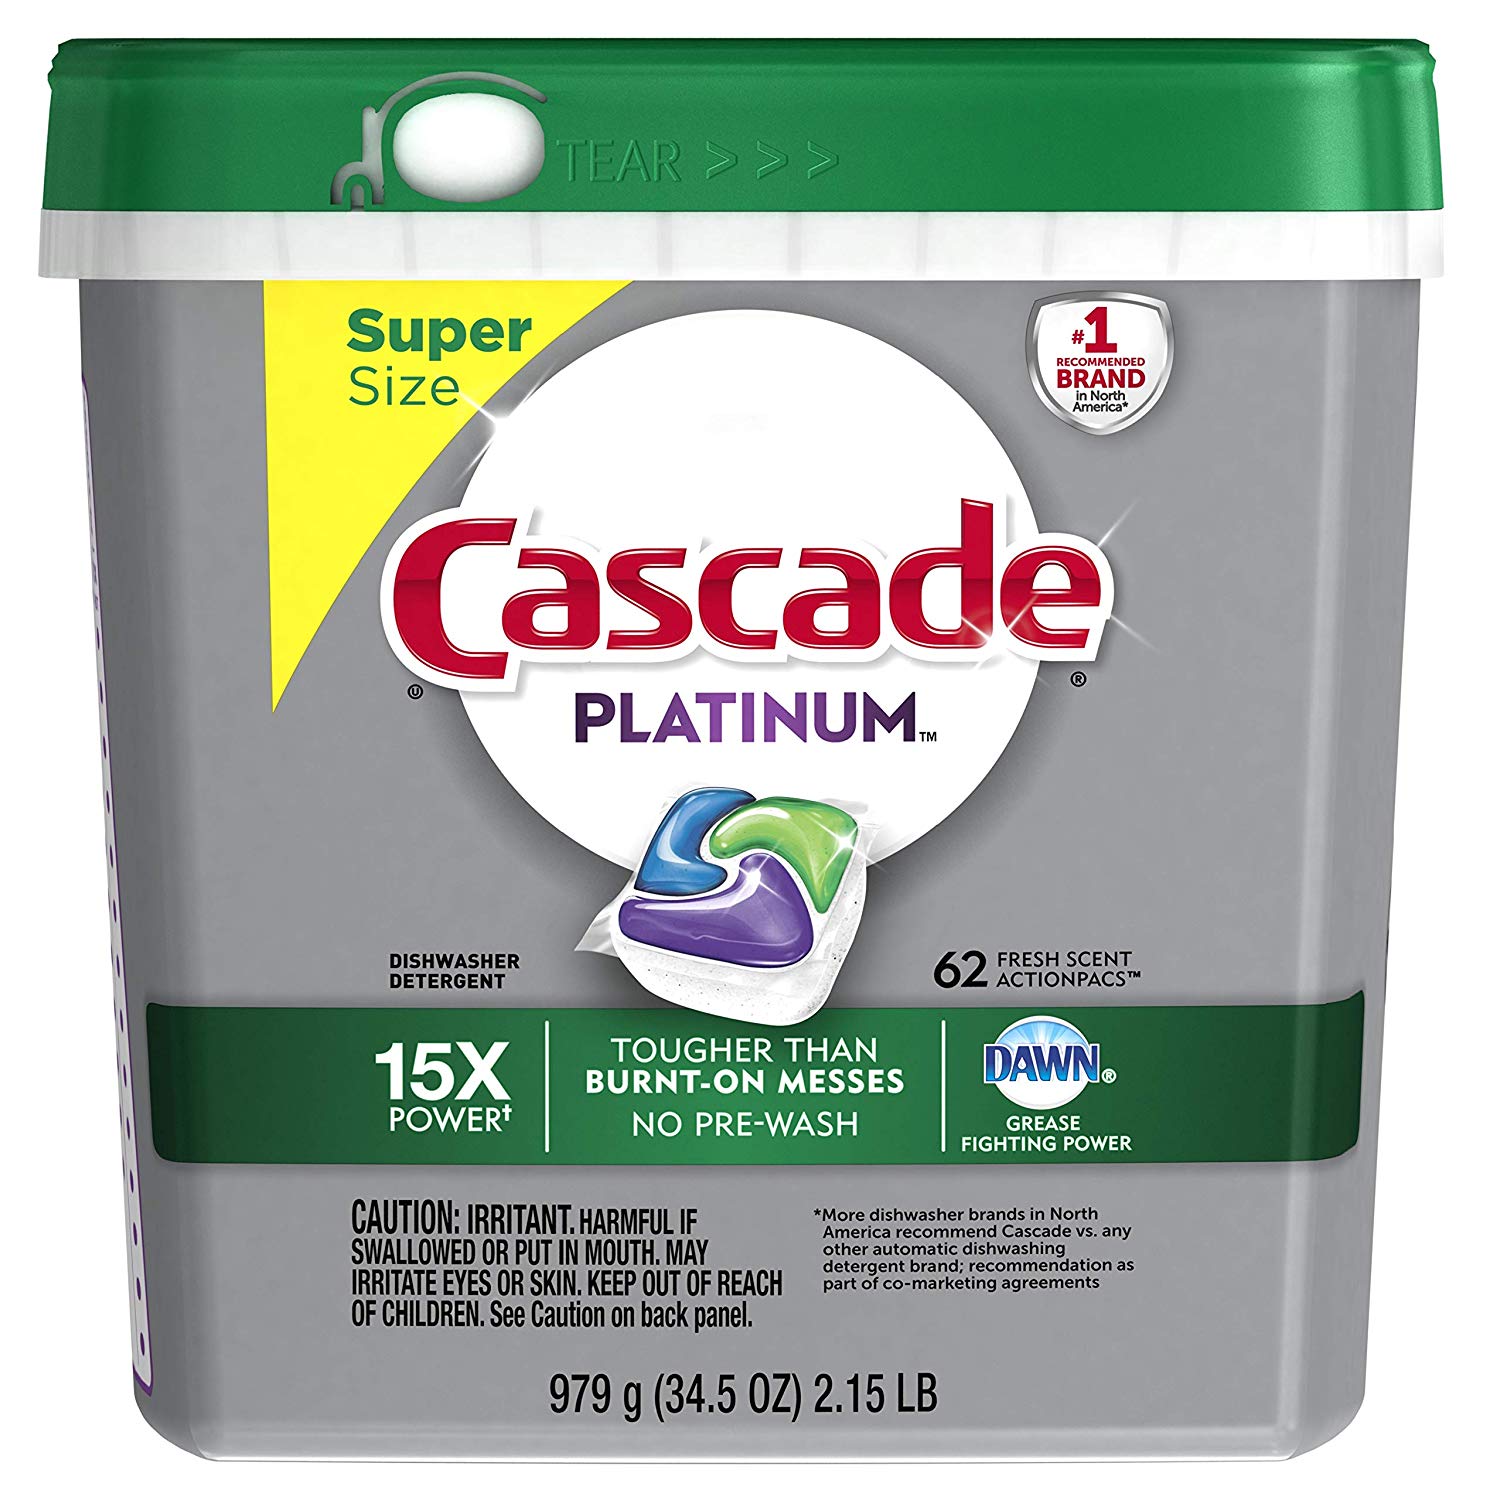 TEAR > > >
Super
Size
#1
RECOMMENDED
BRAND
in North
America*
Cascade
U
®
PLATINUM™
DISHWASHER
DETERGENT
62 FRESH SCENT
ACTIONPACS™
15X
POWER†
TOUGHER THAN
BURNT-ON MESSES
NO PRE-WASH
DAWN®
GREASE
FIGHTING POWER
CAUTION: IRRITANT. HARMFUL IF
SWALLOWED OR PUT IN MOUTH. MAY
IRRITATE EYES OR SKIN. KEEP OUT OF REACH
OF CHILDREN. See Caution on back panel.
*More dishwasher brands in North
America recommend Cascade vs. any
other automatic dishwashing
detergent brand; recommendation as
part of co-marketing agreements
979 g (34.5 OZ) 2.15 LB